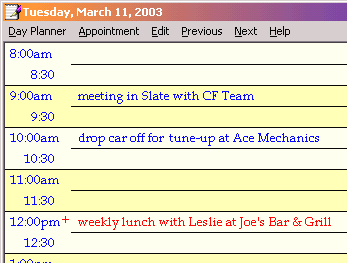 Tuesday, March 11, 2003
Day Planner Appointment Edit Previous Next Help
8:00am
8:30
9:00am meeting in Slate with CF Team
9:30
10:00am drop car off for tune-up at Ace Mechanics
10:30
11:00am
11:30
12:00pm+ weekly lunch with Leslie at Joe's Bar & Grill
12:30
1:00pm